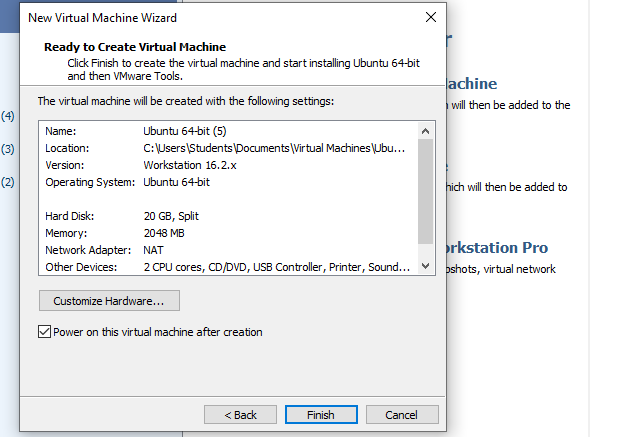 New Virtual Machine Wizard
Ready to Create Virtual Machine
Click Finish to create the virtual machine and start installing Ubuntu 64-bit
and then VMware Tools.
The virtual machine will be created with the following settings:
Name: Ubuntu 64-bit (5)
Location: C:\Users\Students\Documents\Virtual Machines\Ubu...
Version: Workstation 16.2.x
Operating System: Ubuntu 64-bit
Hard Disk: 20 GB, Split
Memory: 2048 MB
Network Adapter: NAT
Other Devices: 2 CPU cores, CD/DVD, USB Controller, Printer, Sound...
Customize Hardware...
Power on this virtual machine after creation
< Back Finish Cancel
(4)
(3)
(2)
r
achine
will then be added to the
hich will then be added to
rkstation Pro
pshots, virtual network